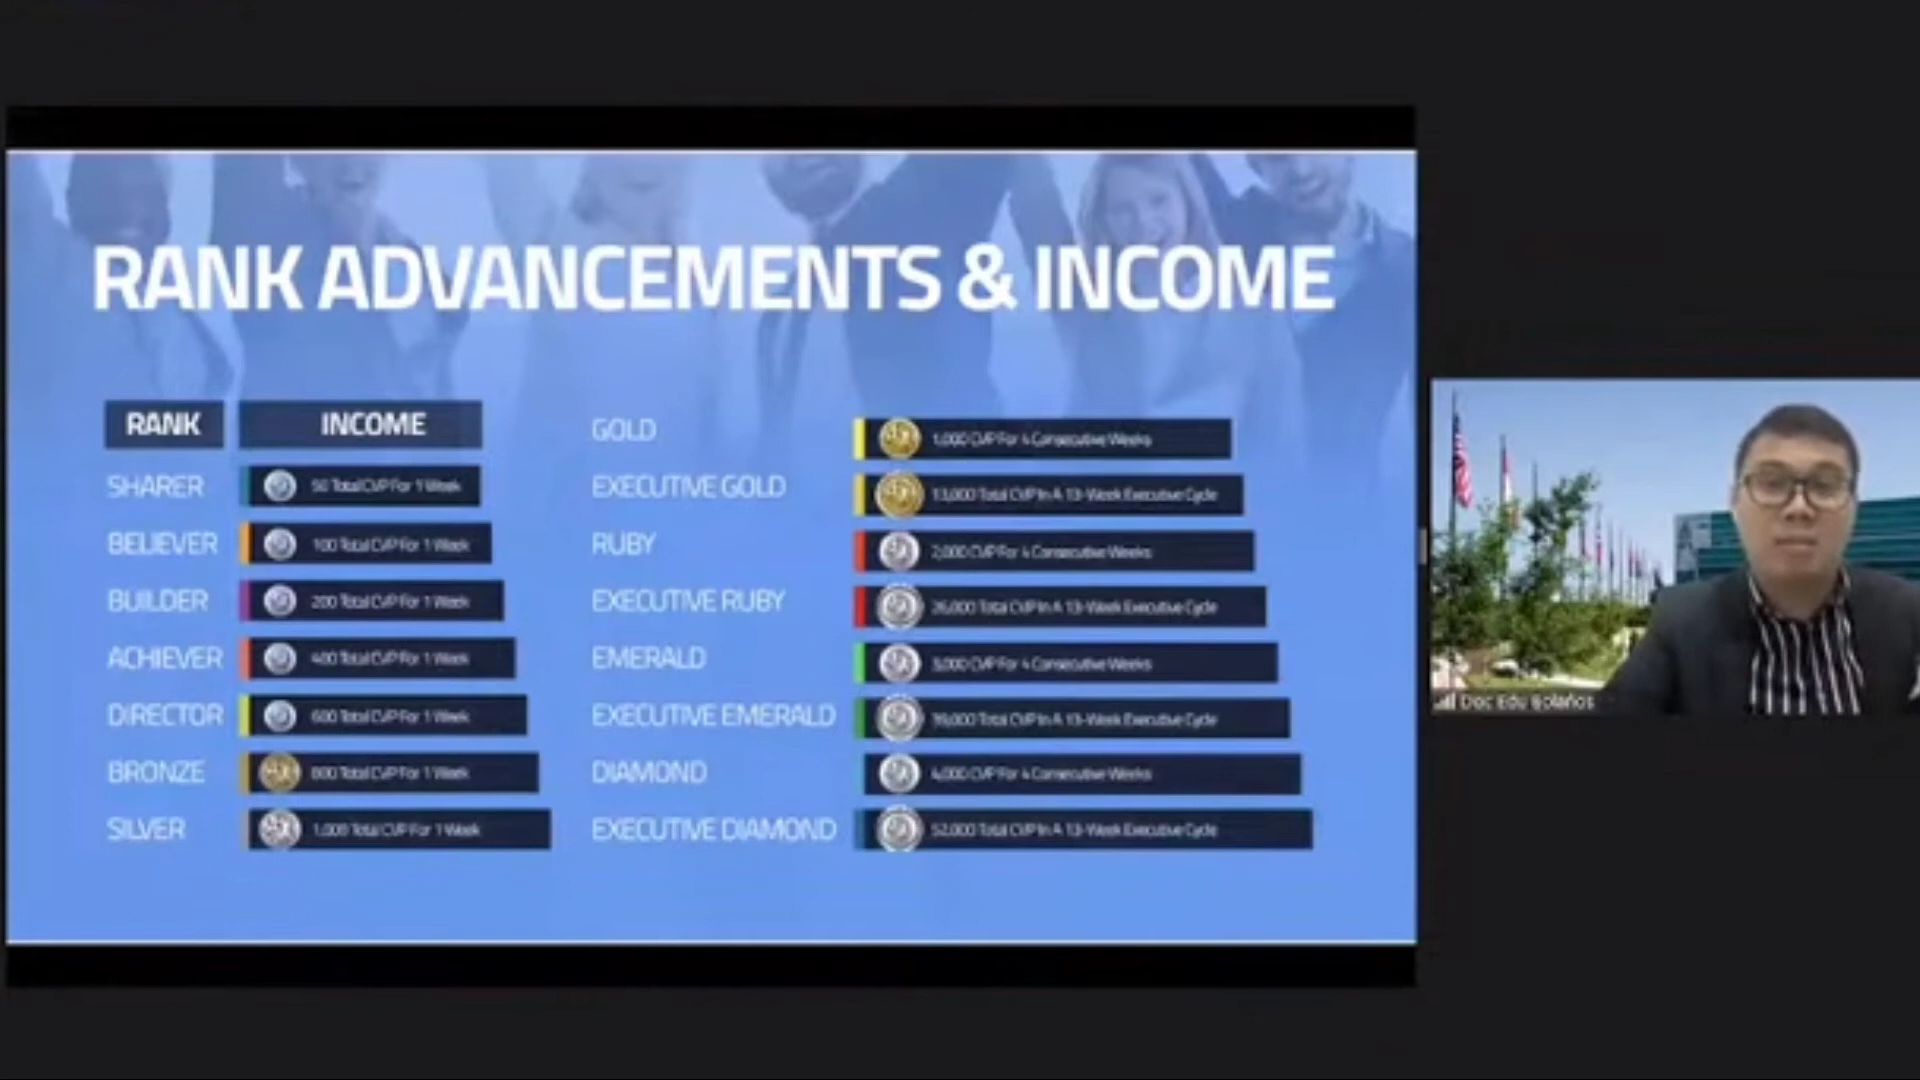 RANK ADVANCEMENTS & INCOME
RANK INCOME
SHARER 50 Total CVP For 1 Week
BELIEVER 100 Total CVP For 1 Week
BUILDER 200 Total CVP For 1 Week
ACHIEVER 400 Total CVP For 1 Week
DIRECTOR 600 Total CVP For 1 Week
BRONZE 800 Total CVP For 1 Week
SILVER 1,000 Total CVP For 1 Week
GOLD 1,000 CVP For 4 Consecutive Weeks
EXECUTIVE GOLD 13,000 Total CVP In A 13-Week Executive Cycle
RUBY 2,000 CVP For 4 Consecutive Weeks
EXECUTIVE RUBY 26,000 Total CVP In A 13-Week Executive Cycle
EMERALD 3,000 CVP For 4 Consecutive Weeks
EXECUTIVE EMERALD 39,000 Total CVP In A 13-Week Executive Cycle
DIAMOND 4,000 CVP For 4 Consecutive Weeks
EXECUTIVE DIAMOND 52,000 Total CVP In A 13-Week Executive Cycle
Doc Edu Bolaños